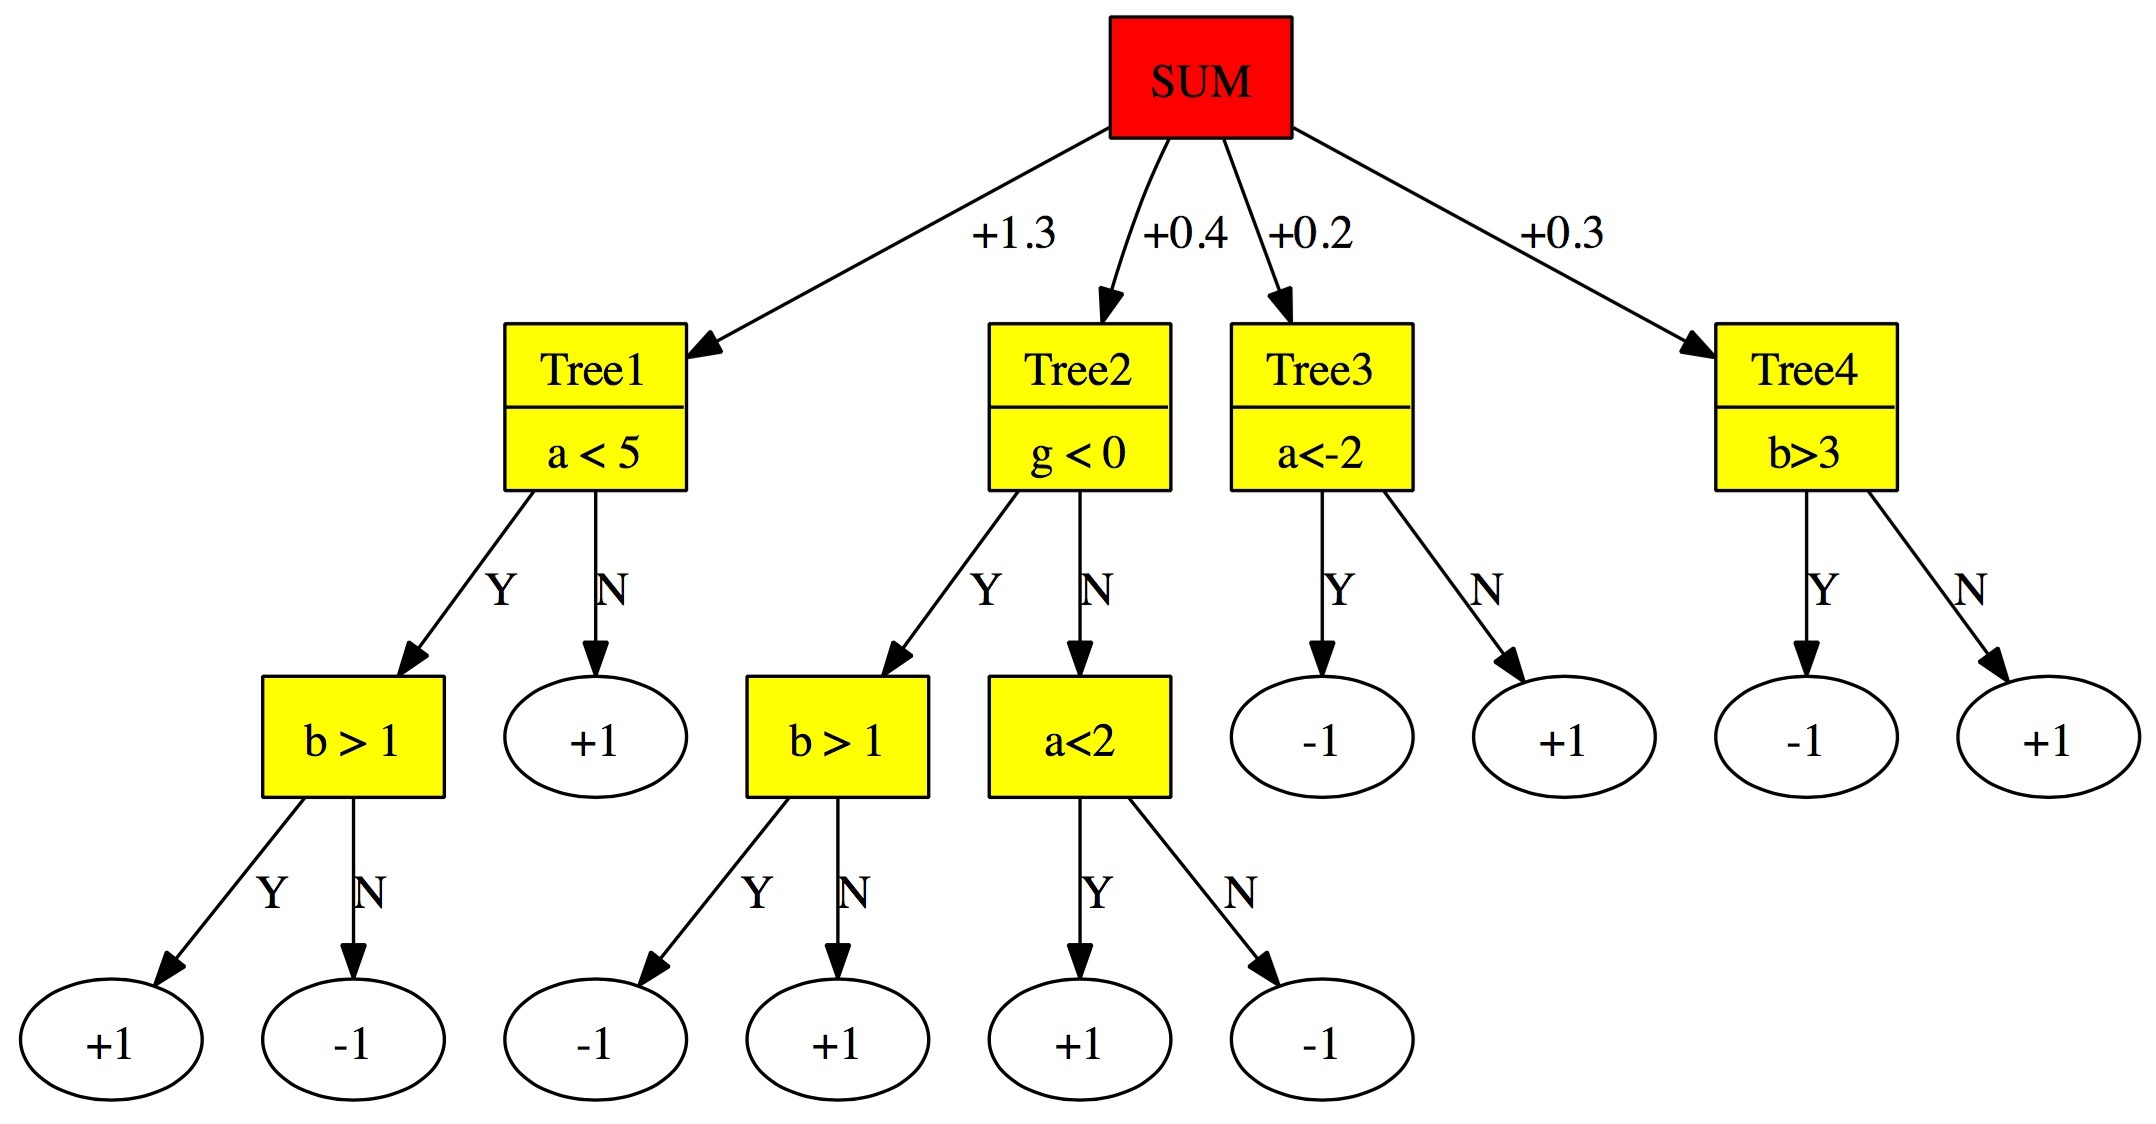 SUM
+1.3
+0.4
+0.2
+0.3
Tree1
Tree2
Tree3
Tree4
a < 5
g < 0
a<-2
b>3
Y
N
Y
N
Y
N
Y
N
b > 1
+1
b > 1
a<2
-1
+1
-1
+1
Y
N
Y
N
Y
N
+1
-1
-1
+1
+1
-1